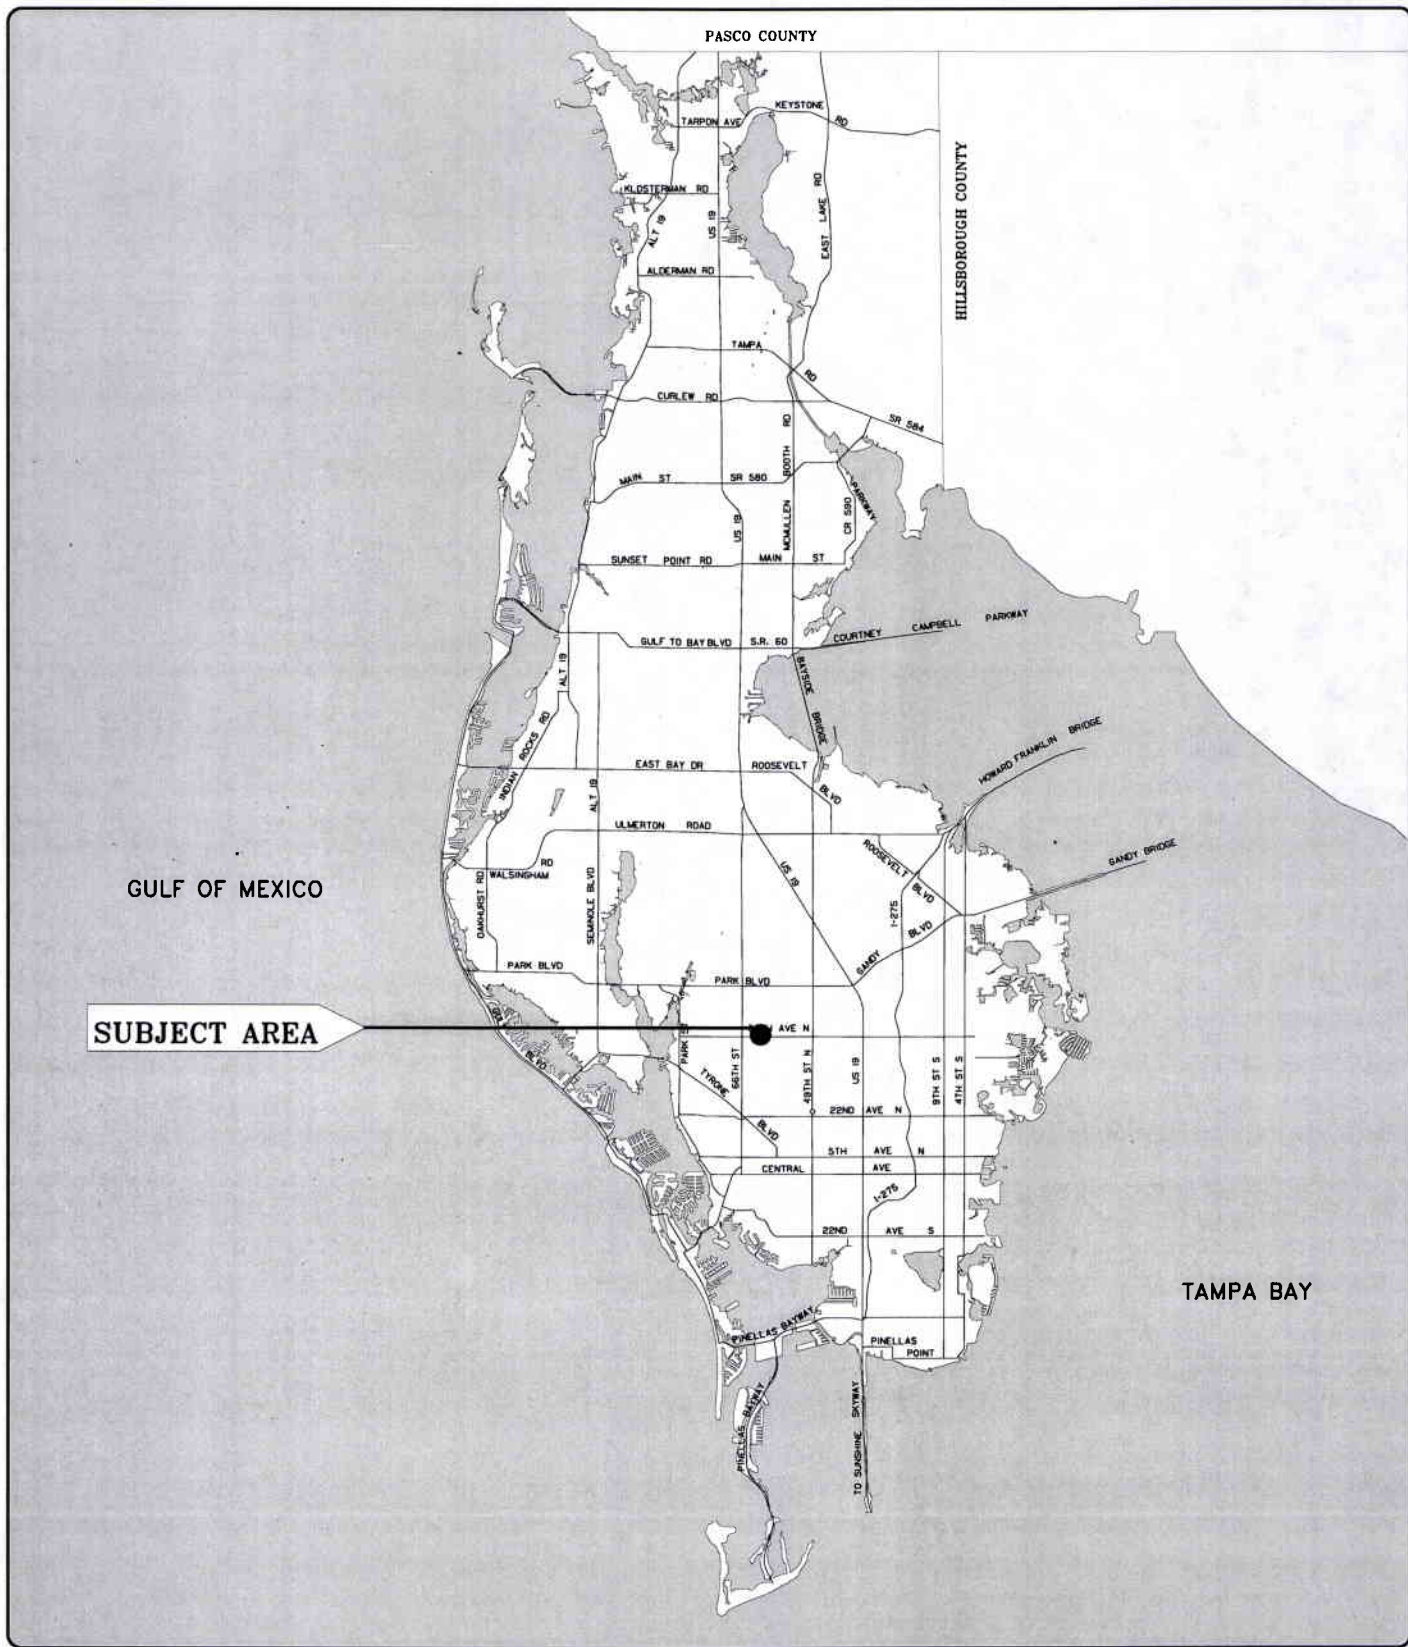 PASCO COUNTY
KEYSTONE RD
TARPON AVE
HILLSBOROUGH COUNTY
KLOSTERMAN RD
EAST LAKE RD
ALT 19
US 19
ALDERMAN RD
TAMPA RD
CURLEW RD
SR 584
MCMULLEN BOOTH RD
MAIN ST SR 580
PARKWAY
CR 590
US 19
SUNSET POINT RD MAIN ST
COURTNEY CAMPBELL PARKWAY
GULF TO BAY BLVD S.R. 60
ALT 19
BAYSIDE BRIDGE
INDIAN ROCKS RD
HOWARD FRANKLIN BRIDGE
EAST BAY DR ROOSEVELT BLVD
ALT 19
ULMERTON ROAD
ROOSEVELT BLVD
GANDY BRIDGE
WALSINGHAM RD
US 19
GULF OF MEXICO
OAKHURST RD
SEMINOLE BLVD
I-275
GANDY BLVD
PARK BLVD
PARK BLVD
SUBJECT AREA
AVE N
GULF BLVD
PARK ST
66TH ST
49TH ST N
US 19
9TH ST S
4TH ST S
TYRONE BLVD
22ND AVE N
5TH AVE N
CENTRAL AVE
I-275
22ND AVE S
TAMPA BAY
PINELLAS BAYWAY
PINELLAS POINT
PINELLAS BAYWAY
TO SUNSHINE SKYWAY